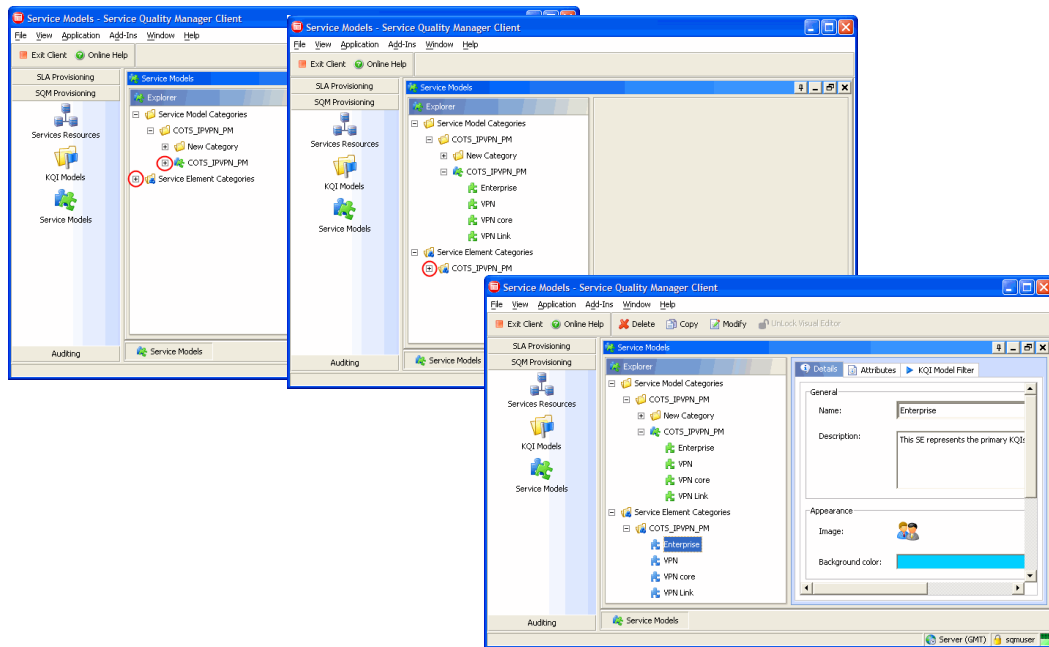 Service Models - Service Quality Manager Client
File View Application Add-Ins Window Help
Exit Client Online Help
SLA Provisioning
SQM Provisioning
Services Resources
KQI Models
Service Models
Auditing
Service Models
Explorer
Service Model Categories
COTS_IPVPN_PM
New Category
COTS_IPVPN_PM
Service Element Categories
Service Models
Service Models - Service Quality Manager Client
File View Application Add-Ins Window Help
Exit Client Online Help
SLA Provisioning
SQM Provisioning
Services Resources
KQI Models
Service Models
Auditing
Service Models
Explorer
Service Model Categories
COTS_IPVPN_PM
New Category
COTS_IPVPN_PM
Enterprise
VPN
VPN core
VPN Link
Service Element Categories
COTS_IPVPN_PM
Service Models
Service Models - Service Quality Manager Client
File View Application Add-Ins Window Help
Exit Client Online Help Delete Copy Modify UnLock Visual Editor
SLA Provisioning
SQM Provisioning
Services Resources
KQI Models
Service Models
Auditing
Service Models
Explorer
Service Model Categories
COTS_IPVPN_PM
New Category
COTS_IPVPN_PM
Enterprise
VPN
VPN core
VPN Link
Service Element Categories
COTS_IPVPN_PM
Enterprise
VPN
VPN core
VPN Link
Details Attributes KQI Model Filter
General
Name: Enterprise
Description: This SE represents the primary KQIs
Appearance
Image:
Background color:
Service Models
Server (GMT) sqmuser